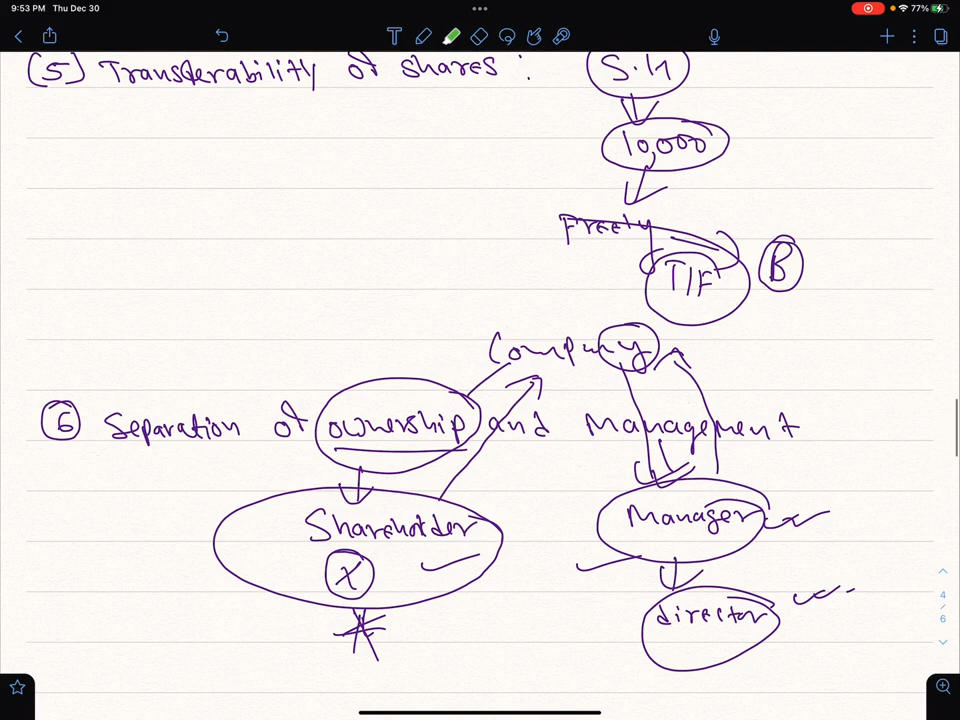 9:53 PM Thu Dec 30
77%
(5) Transferability of shares :
S.H
10,000
Freely
T/F
B
Company
6 Separation of ownership and Management
Shareholder
Manager
X
director
4
/
6